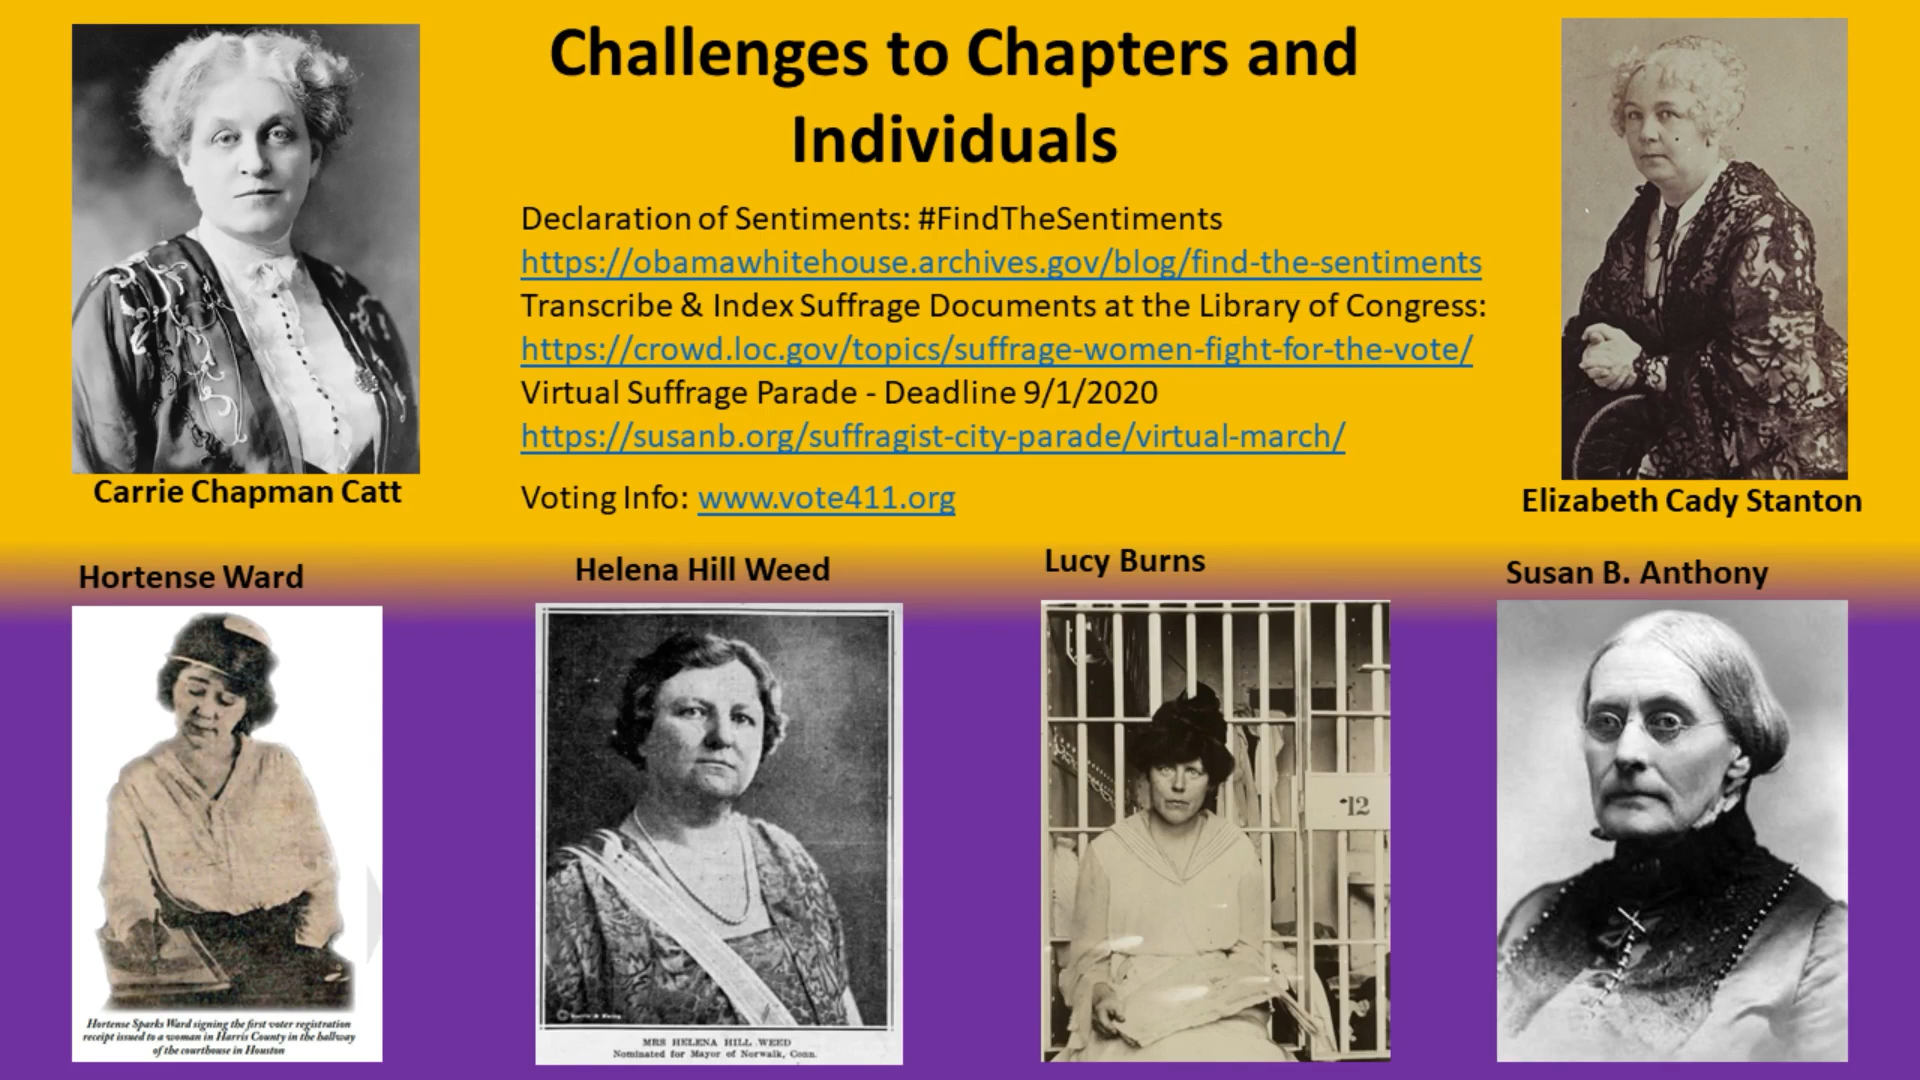 Challenges to Chapters and
Individuals
Declaration of Sentiments: #FindTheSentiments
https://obamawhitehouse.archives.gov/blog/find-the-sentiments
Transcribe & Index Suffrage Documents at the Library of Congress:
https://crowd.loc.gov/topics/suffrage-women-fight-for-the-vote/
Virtual Suffrage Parade - Deadline 9/1/2020
https://susanb.org/suffragist-city-parade/virtual-march/
Voting Info: www.vote411.org
Carrie Chapman Catt
Elizabeth Cady Stanton
Hortense Ward
Helena Hill Weed
Lucy Burns
Susan B. Anthony
12
Hortense Sparks Ward signing the first voter registration
receipt issued to a woman in Harris County in the hallway
of the courthouse in Houston
MRS HELENA HILL WEED
Nominated for Mayor of Norwalk, Conn.